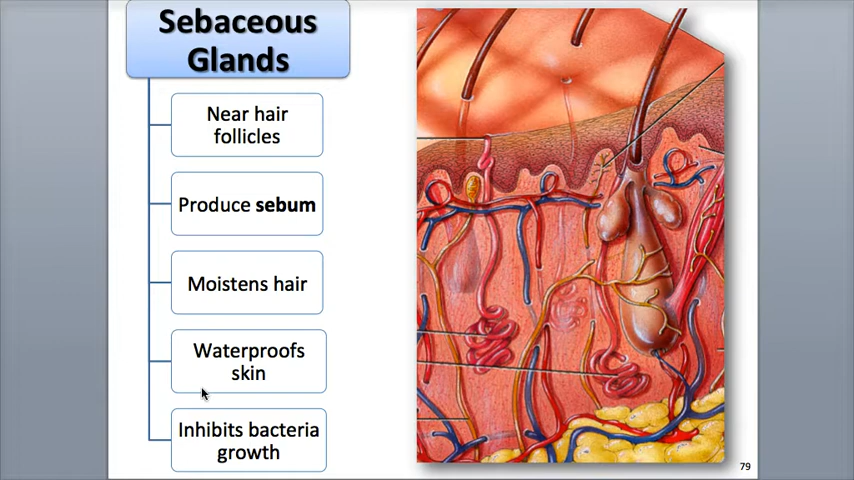 Sebaceous
Glands
Near hair
follicles
Produce sebum
Moistens hair
Waterproofs
skin
Inhibits bacteria
growth
79